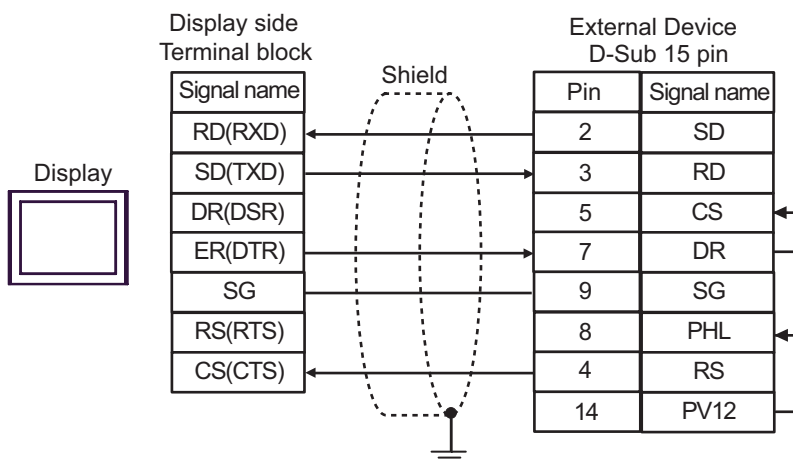 Display side
Terminal block
External Device
D-Sub 15 pin
Shield
Display
Signal name
Pin Signal name
RD(RXD) 2 SD
SD(TXD) 3 RD
DR(DSR) 5 CS
ER(DTR) 7 DR
SG 9 SG
RS(RTS) 8 PHL
CS(CTS) 4 RS
14 PV12